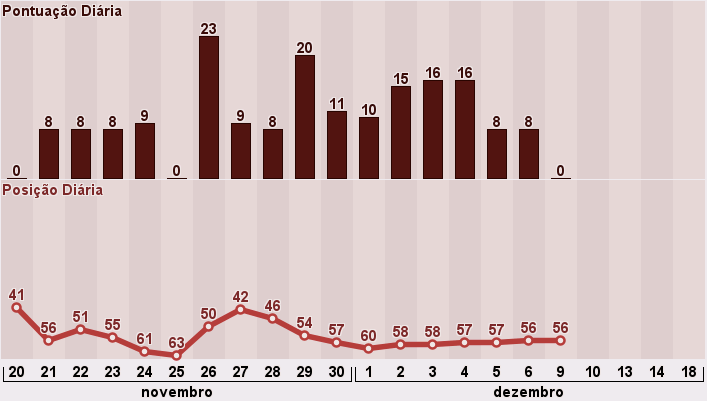 Pontuação Diária
0 8 8 8 9 0 23 9 8 20 11 10 15 16 16 8 8 0
Posição Diária
41 56 51 55 61 63 50 42 46 54 57 60 58 58 57 57 56 56
20 21 22 23 24 25 26 27 28 29 30 1 2 3 4 5 6 9 10 13 14 18
novembro dezembro